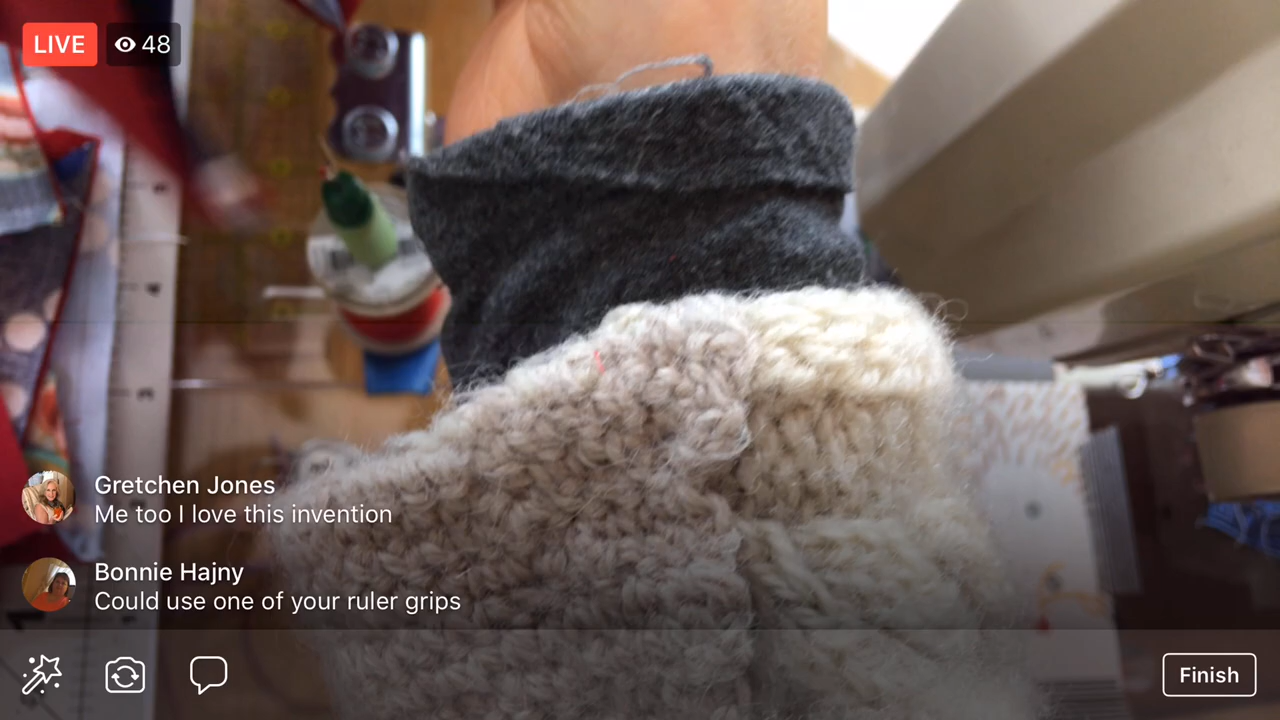 LIVE 48
Gretchen Jones
Me too I love this invention
Bonnie Hajny
Could use one of your ruler grips
Finish